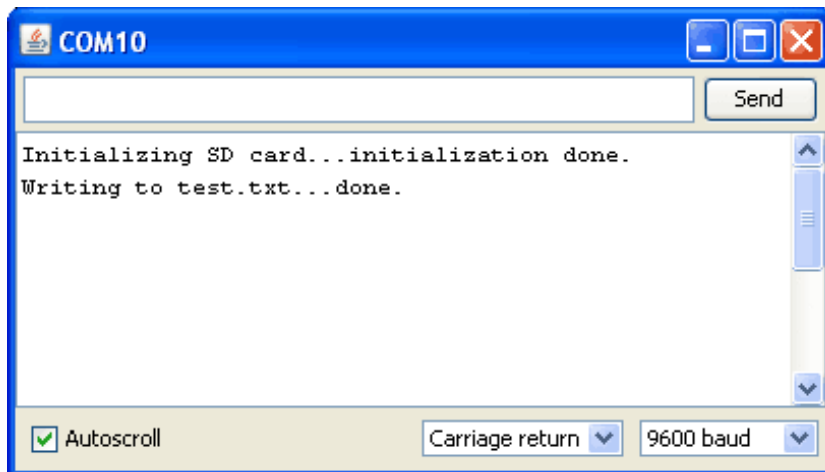 COM10
Send
Initializing SD card...initialization done.
Writing to test.txt...done.
Autoscroll
Carriage return
9600 baud